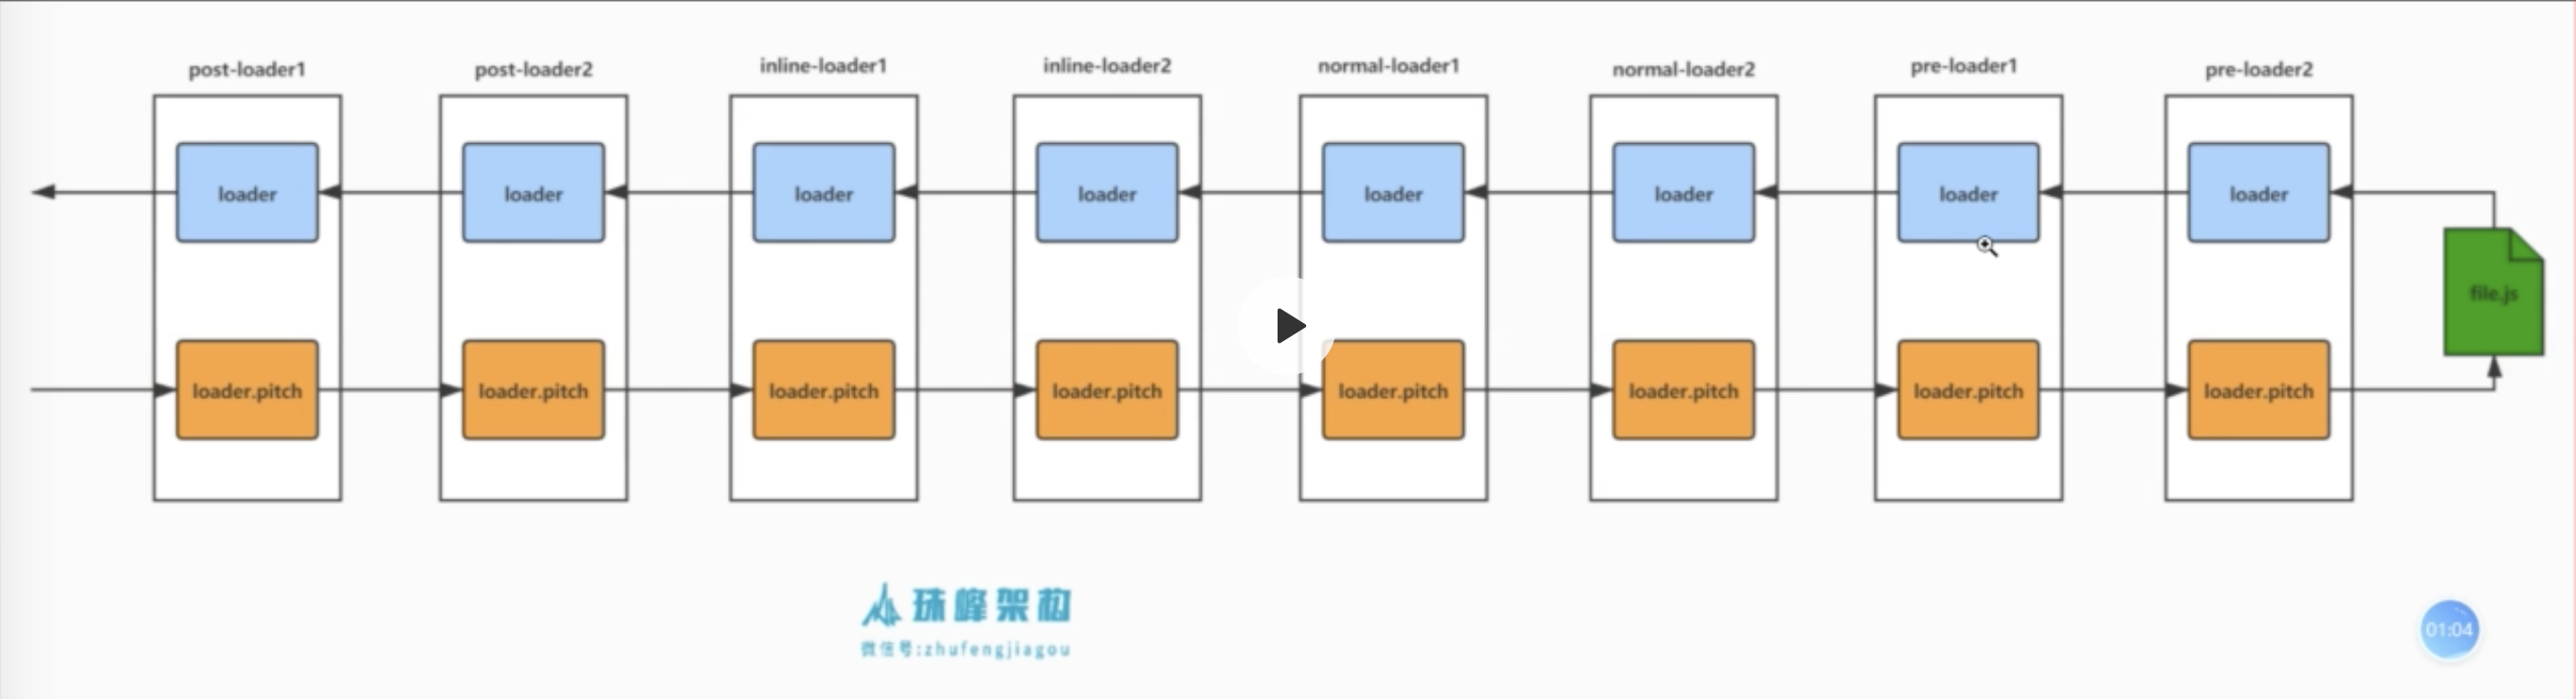 post-loader1 post-loader2 inline-loader1 inline-loader2 normal-loader1 normal-loader2 pre-loader1 pre-loader2
loader loader loader loader loader loader loader loader
file.js
loader.pitch loader.pitch loader.pitch loader.pitch loader.pitch loader.pitch loader.pitch loader.pitch
珠峰架构
微信号:zhufengjiagou
01:04